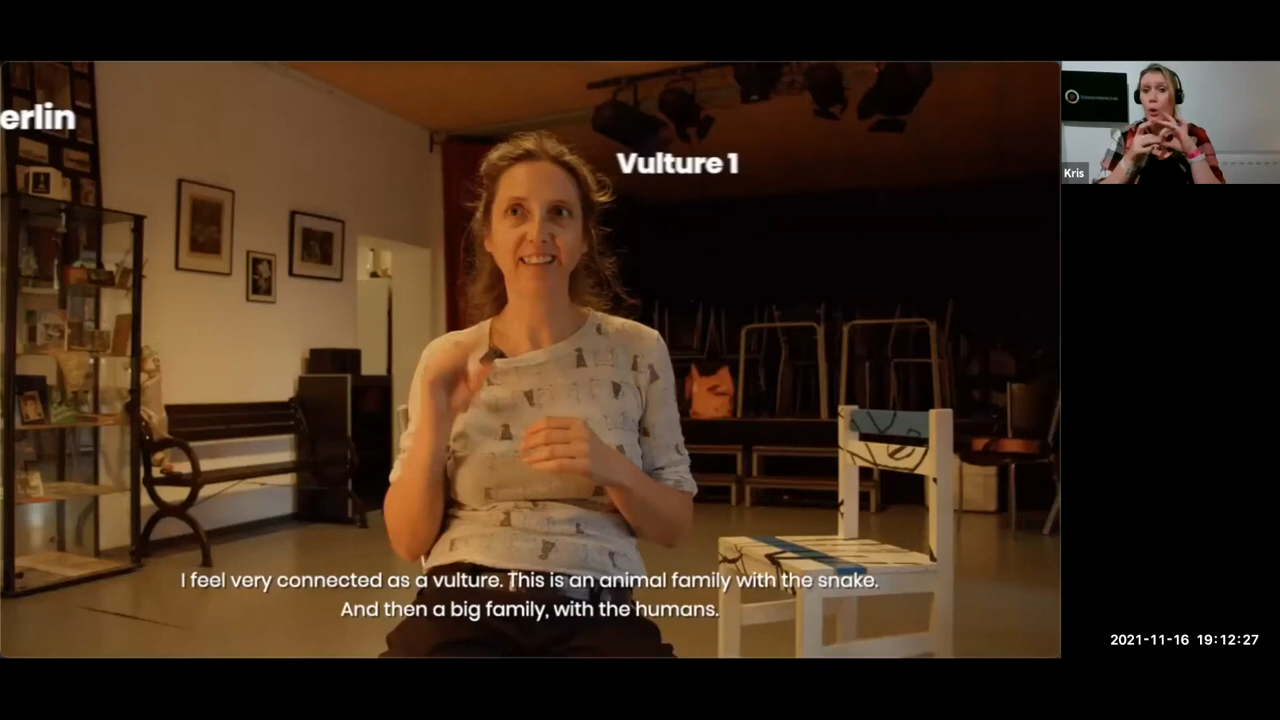 erlin
Vulture 1
Kris
I feel very connected as a vulture. This is an animal family with the snake.
And then a big family, with the humans.
2021-11-16 19:12:27